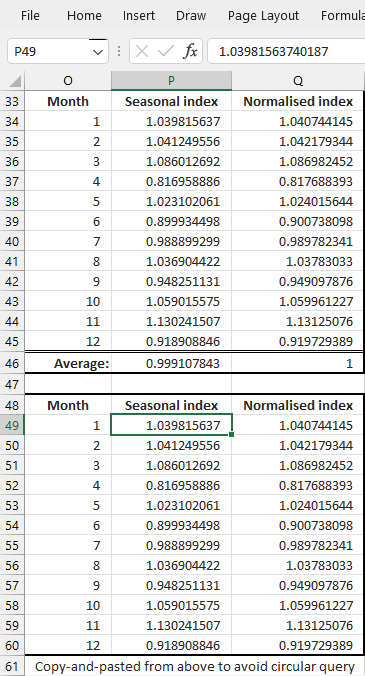 File Home Insert Draw Page Layout Formula
P49 fx 1.03981563740187
O P Q
33 Month Seasonal index Normalised index
34 1 1.039815637 1.040744145
35 2 1.041249556 1.042179344
36 3 1.086012692 1.086982452
37 4 0.816958886 0.817688393
38 5 1.023102061 1.024015644
39 6 0.899934498 0.900738098
40 7 0.988899299 0.989782341
41 8 1.036904422 1.03783033
42 9 0.948251131 0.949097876
43 10 1.059015575 1.059961227
44 11 1.130241507 1.13125076
45 12 0.918908846 0.919729389
46 Average: 0.999107843 1
47
48 Month Seasonal index Normalised index
49 1 1.039815637 1.040744145
50 2 1.041249556 1.042179344
51 3 1.086012692 1.086982452
52 4 0.816958886 0.817688393
53 5 1.023102061 1.024015644
54 6 0.899934498 0.900738098
55 7 0.988899299 0.989782341
56 8 1.036904422 1.03783033
57 9 0.948251131 0.949097876
58 10 1.059015575 1.059961227
59 11 1.130241507 1.13125076
60 12 0.918908846 0.919729389
61 Copy-and-pasted from above to avoid circular query